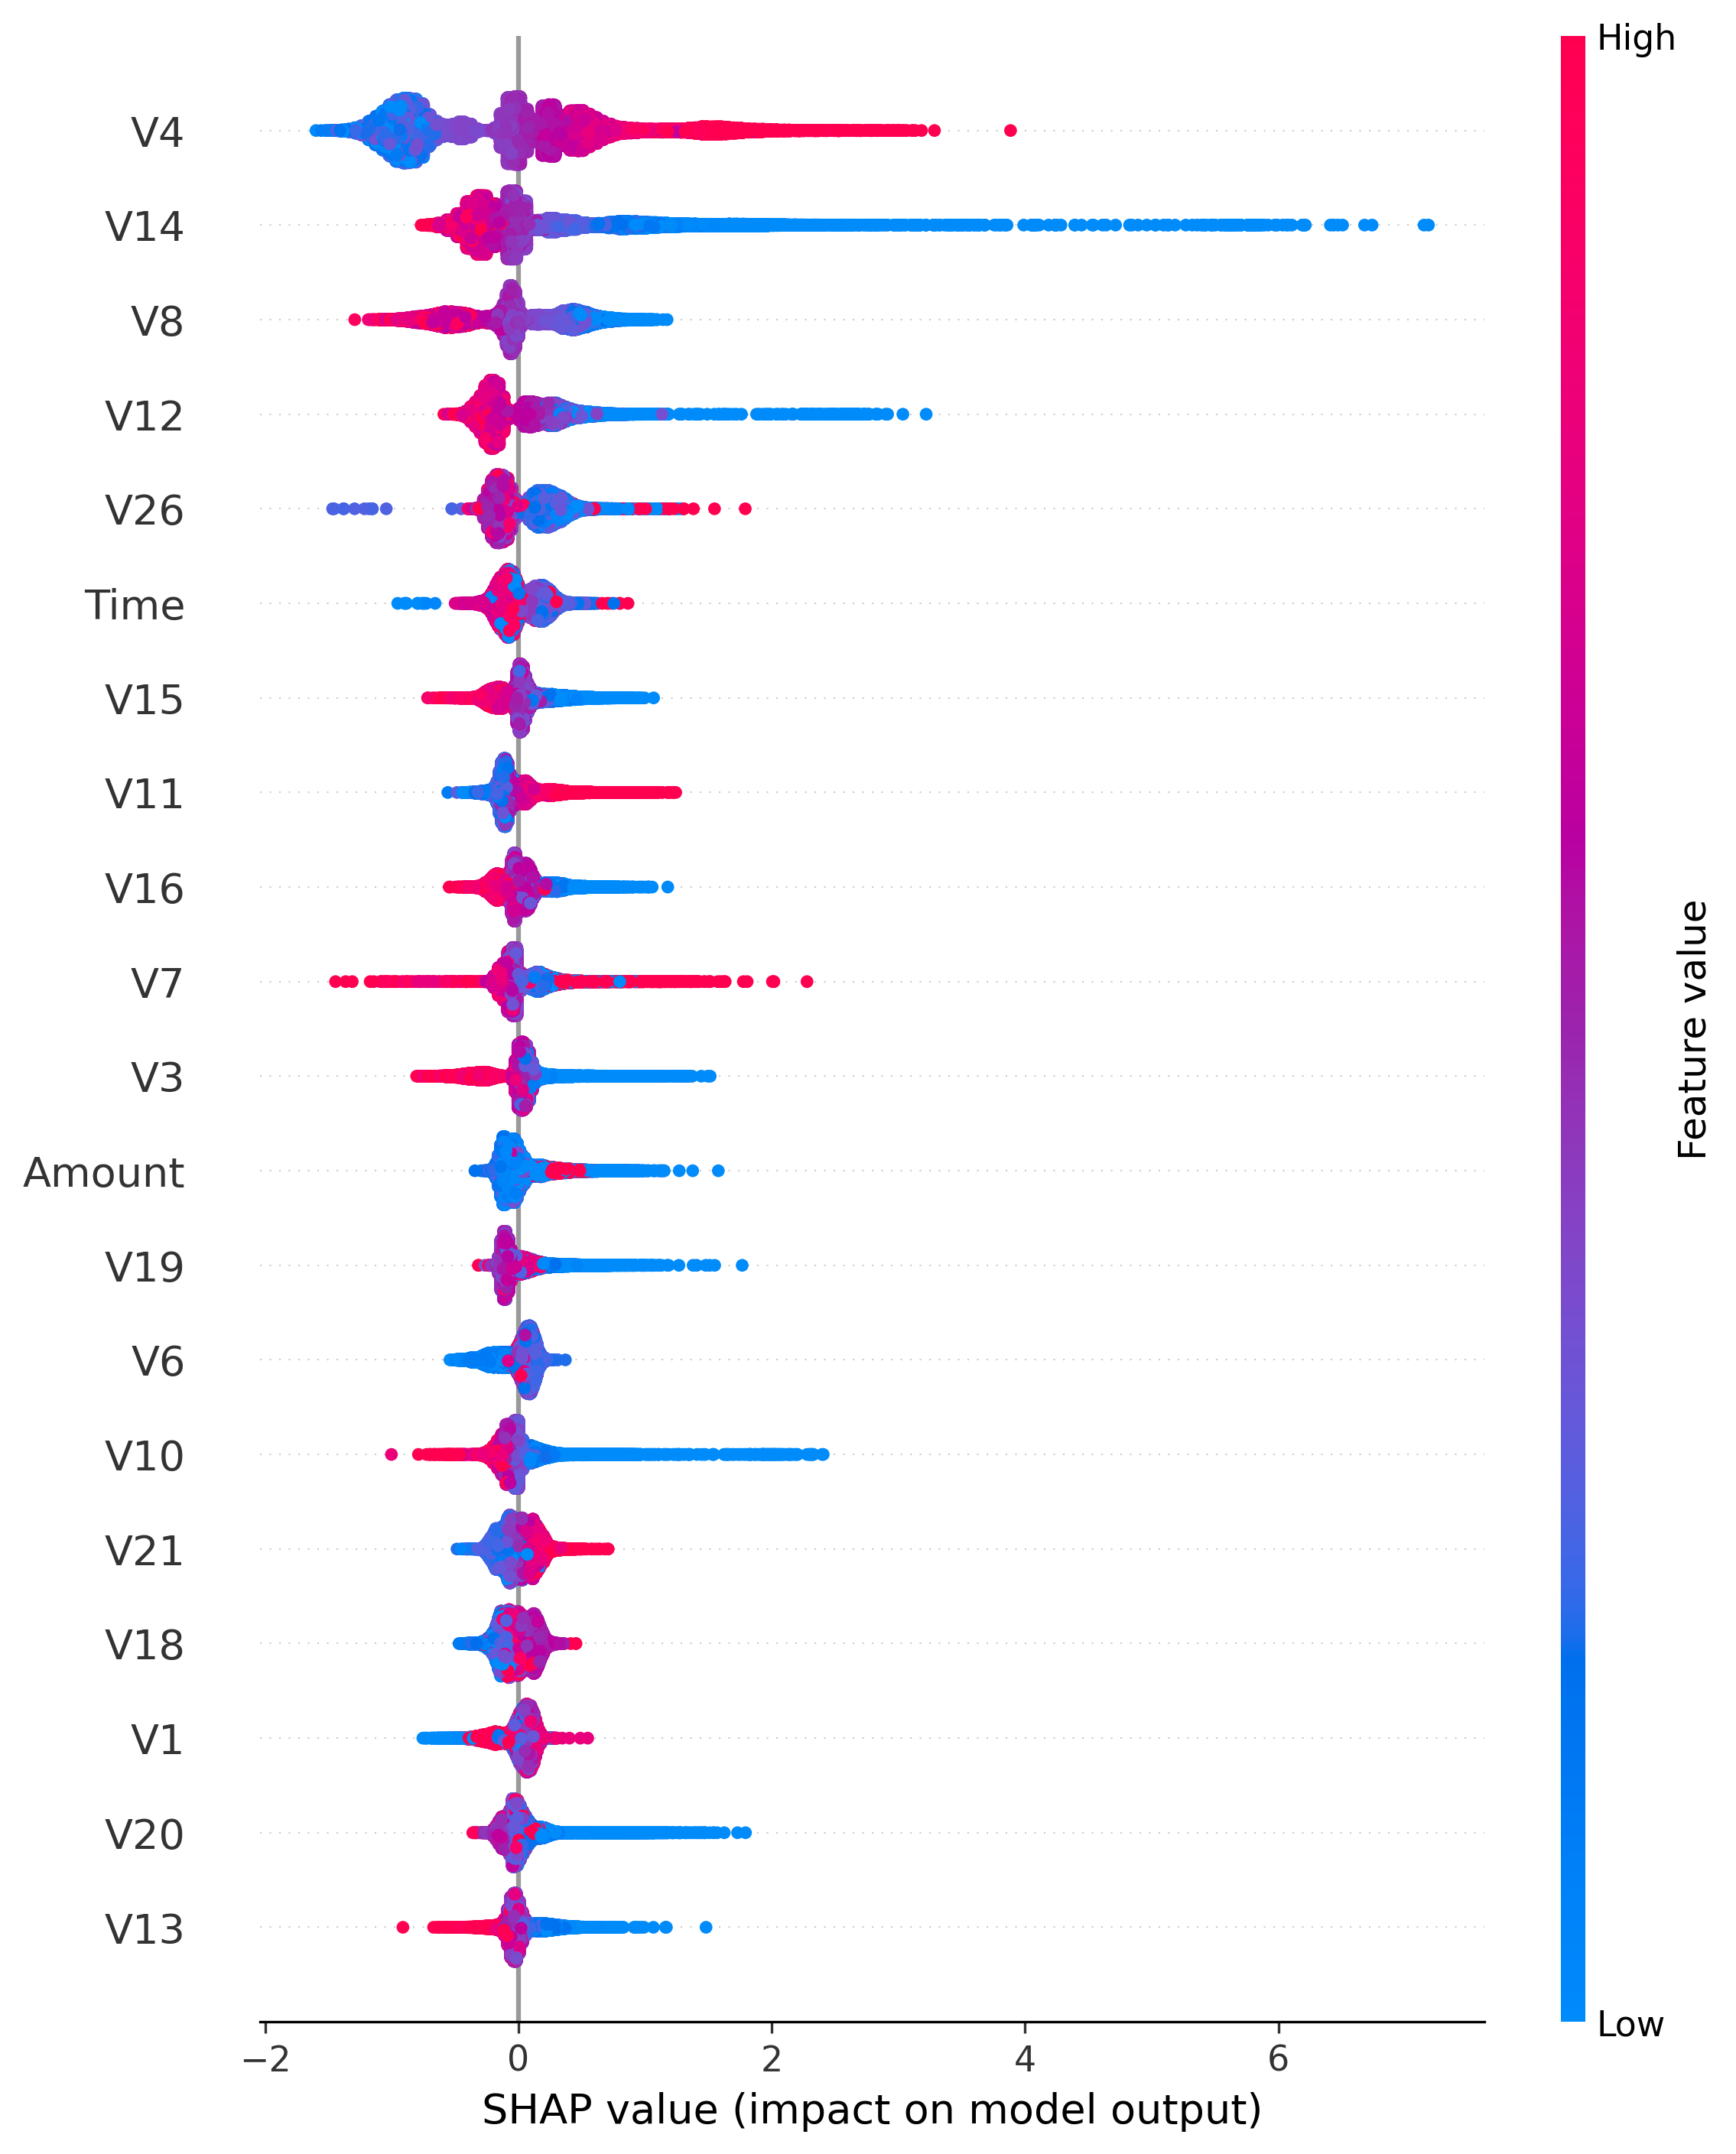 High
V4
V14
V8
V12
V26
Time
V15
V11
V16
V7
V3
Amount
V19
V6
V10
V21
V18
V1
V20
V13
Feature value
Low
−2 0 2 4 6
SHAP value (impact on model output)